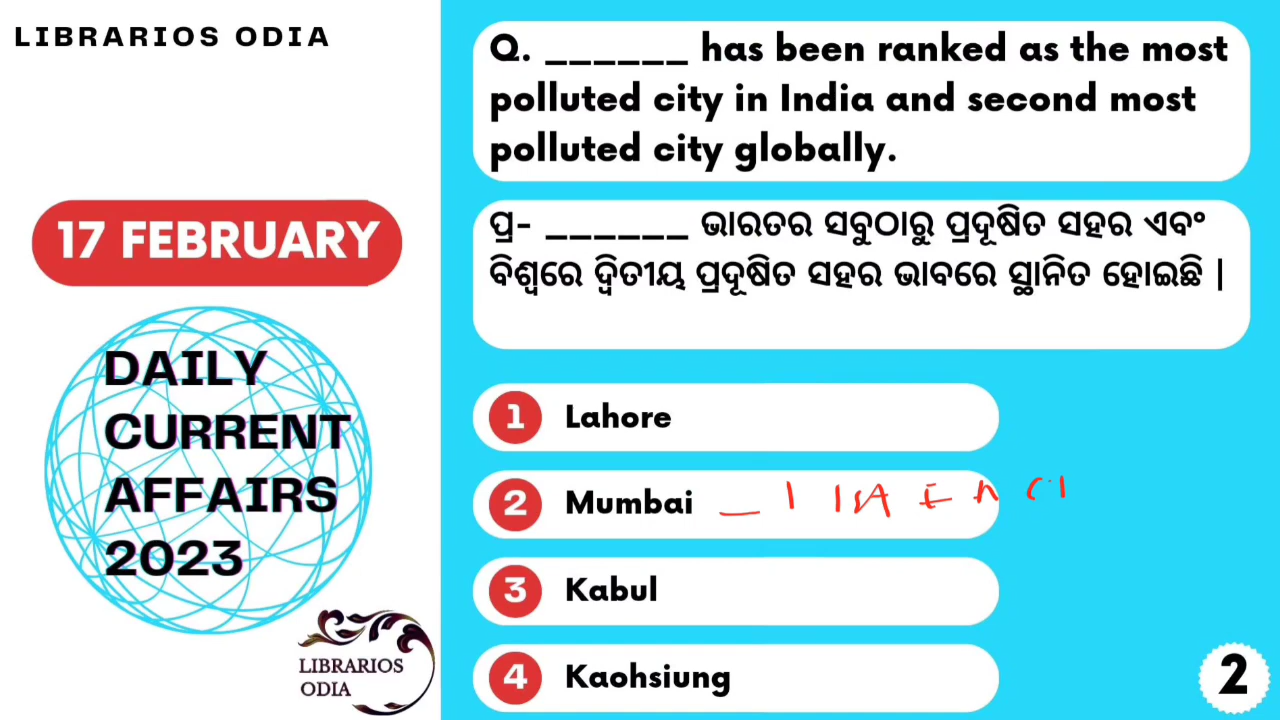 LIBRARIOS ODIA
17 FEBRUARY
DAILY
CURRENT
AFFAIRS
2023
LIBRARIOS
ODIA
Q. ______ has been ranked as the most
polluted city in India and second most
polluted city globally.
ପ୍ର- ______ ଭାରତର ସବୁଠାରୁ ପ୍ରଦୂଷିତ ସହର ଏବଂ
ବିଶ୍ୱରେ ଦ୍ୱିତୀୟ ପ୍ରଦୂଷିତ ସହର ଭାବରେ ସ୍ଥାନିତ ହୋଇଛି |
1 Lahore
2 Mumbai
3 Kabul
4 Kaohsiung
2